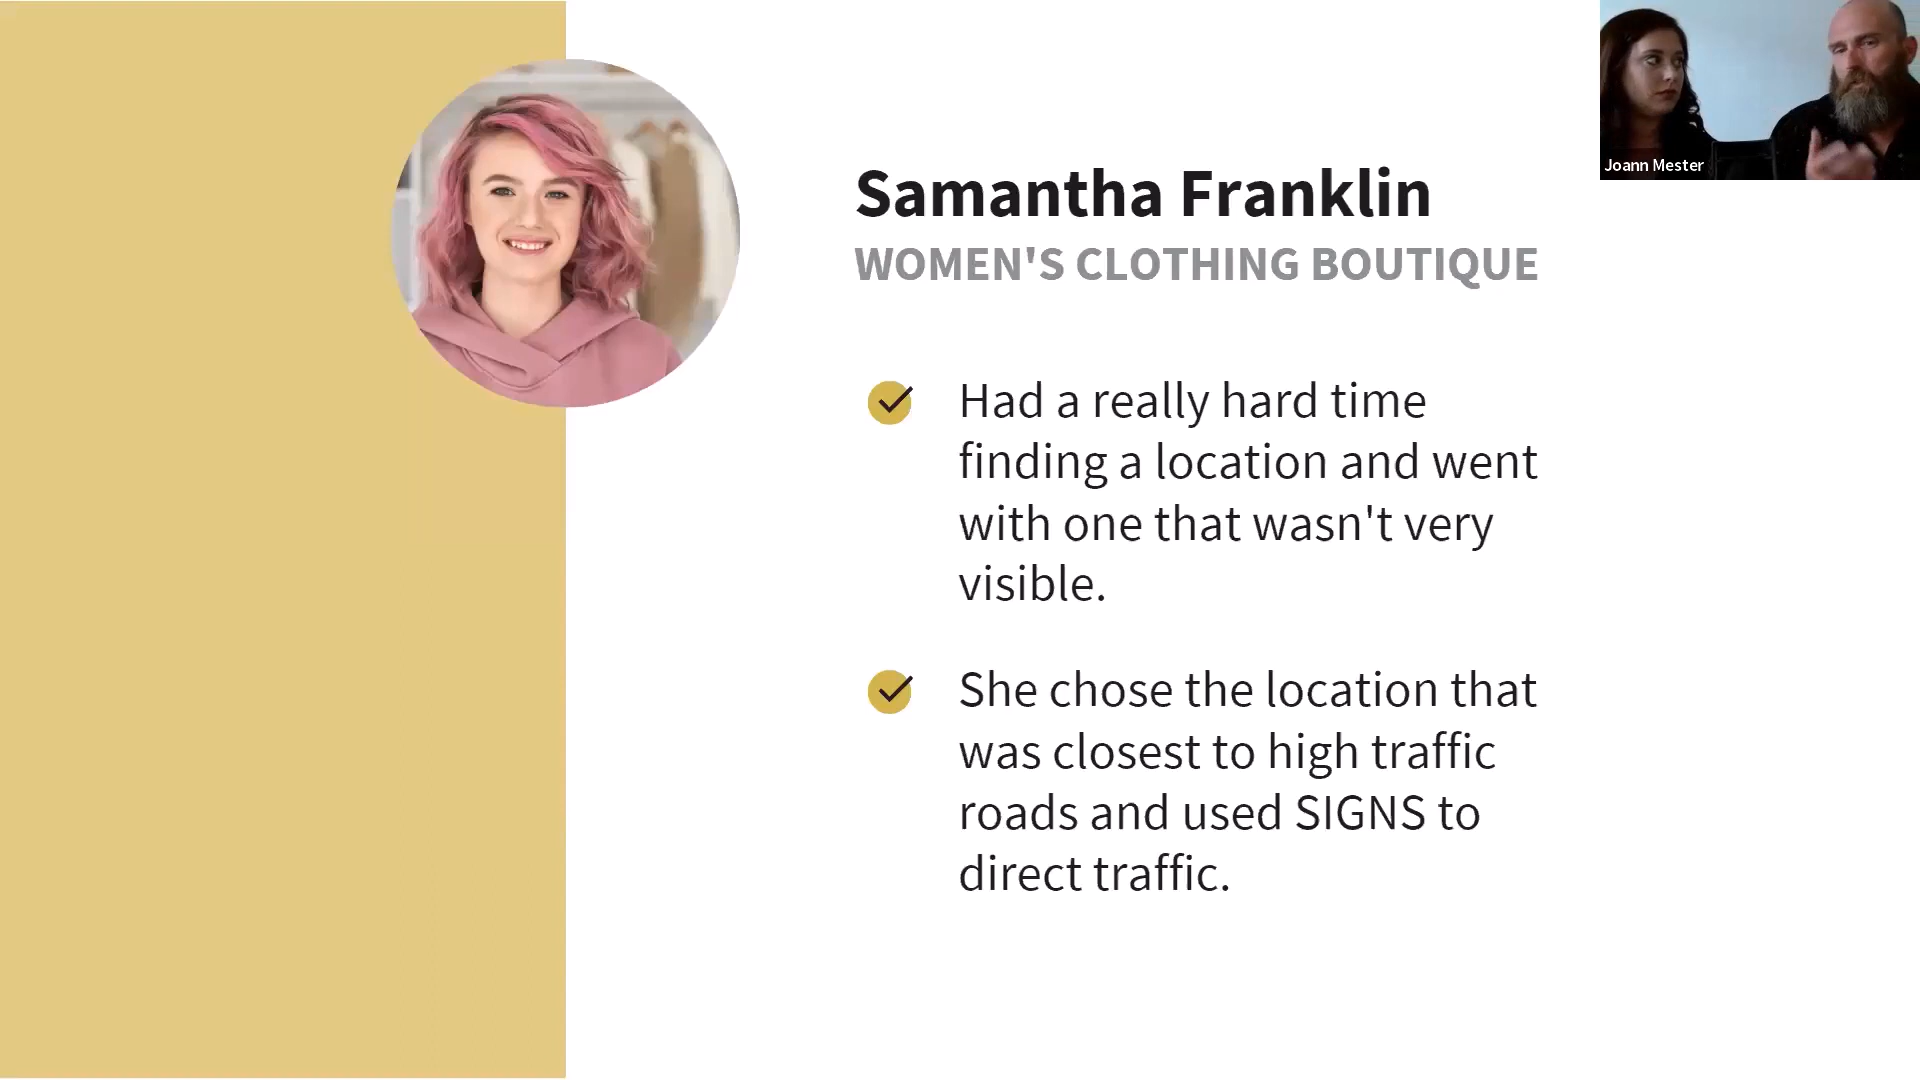 Joann Mester
Samantha Franklin
WOMEN'S CLOTHING BOUTIQUE
Had a really hard time
finding a location and went
with one that wasn't very
visible.
She chose the location that
was closest to high traffic
roads and used SIGNS to
direct traffic.